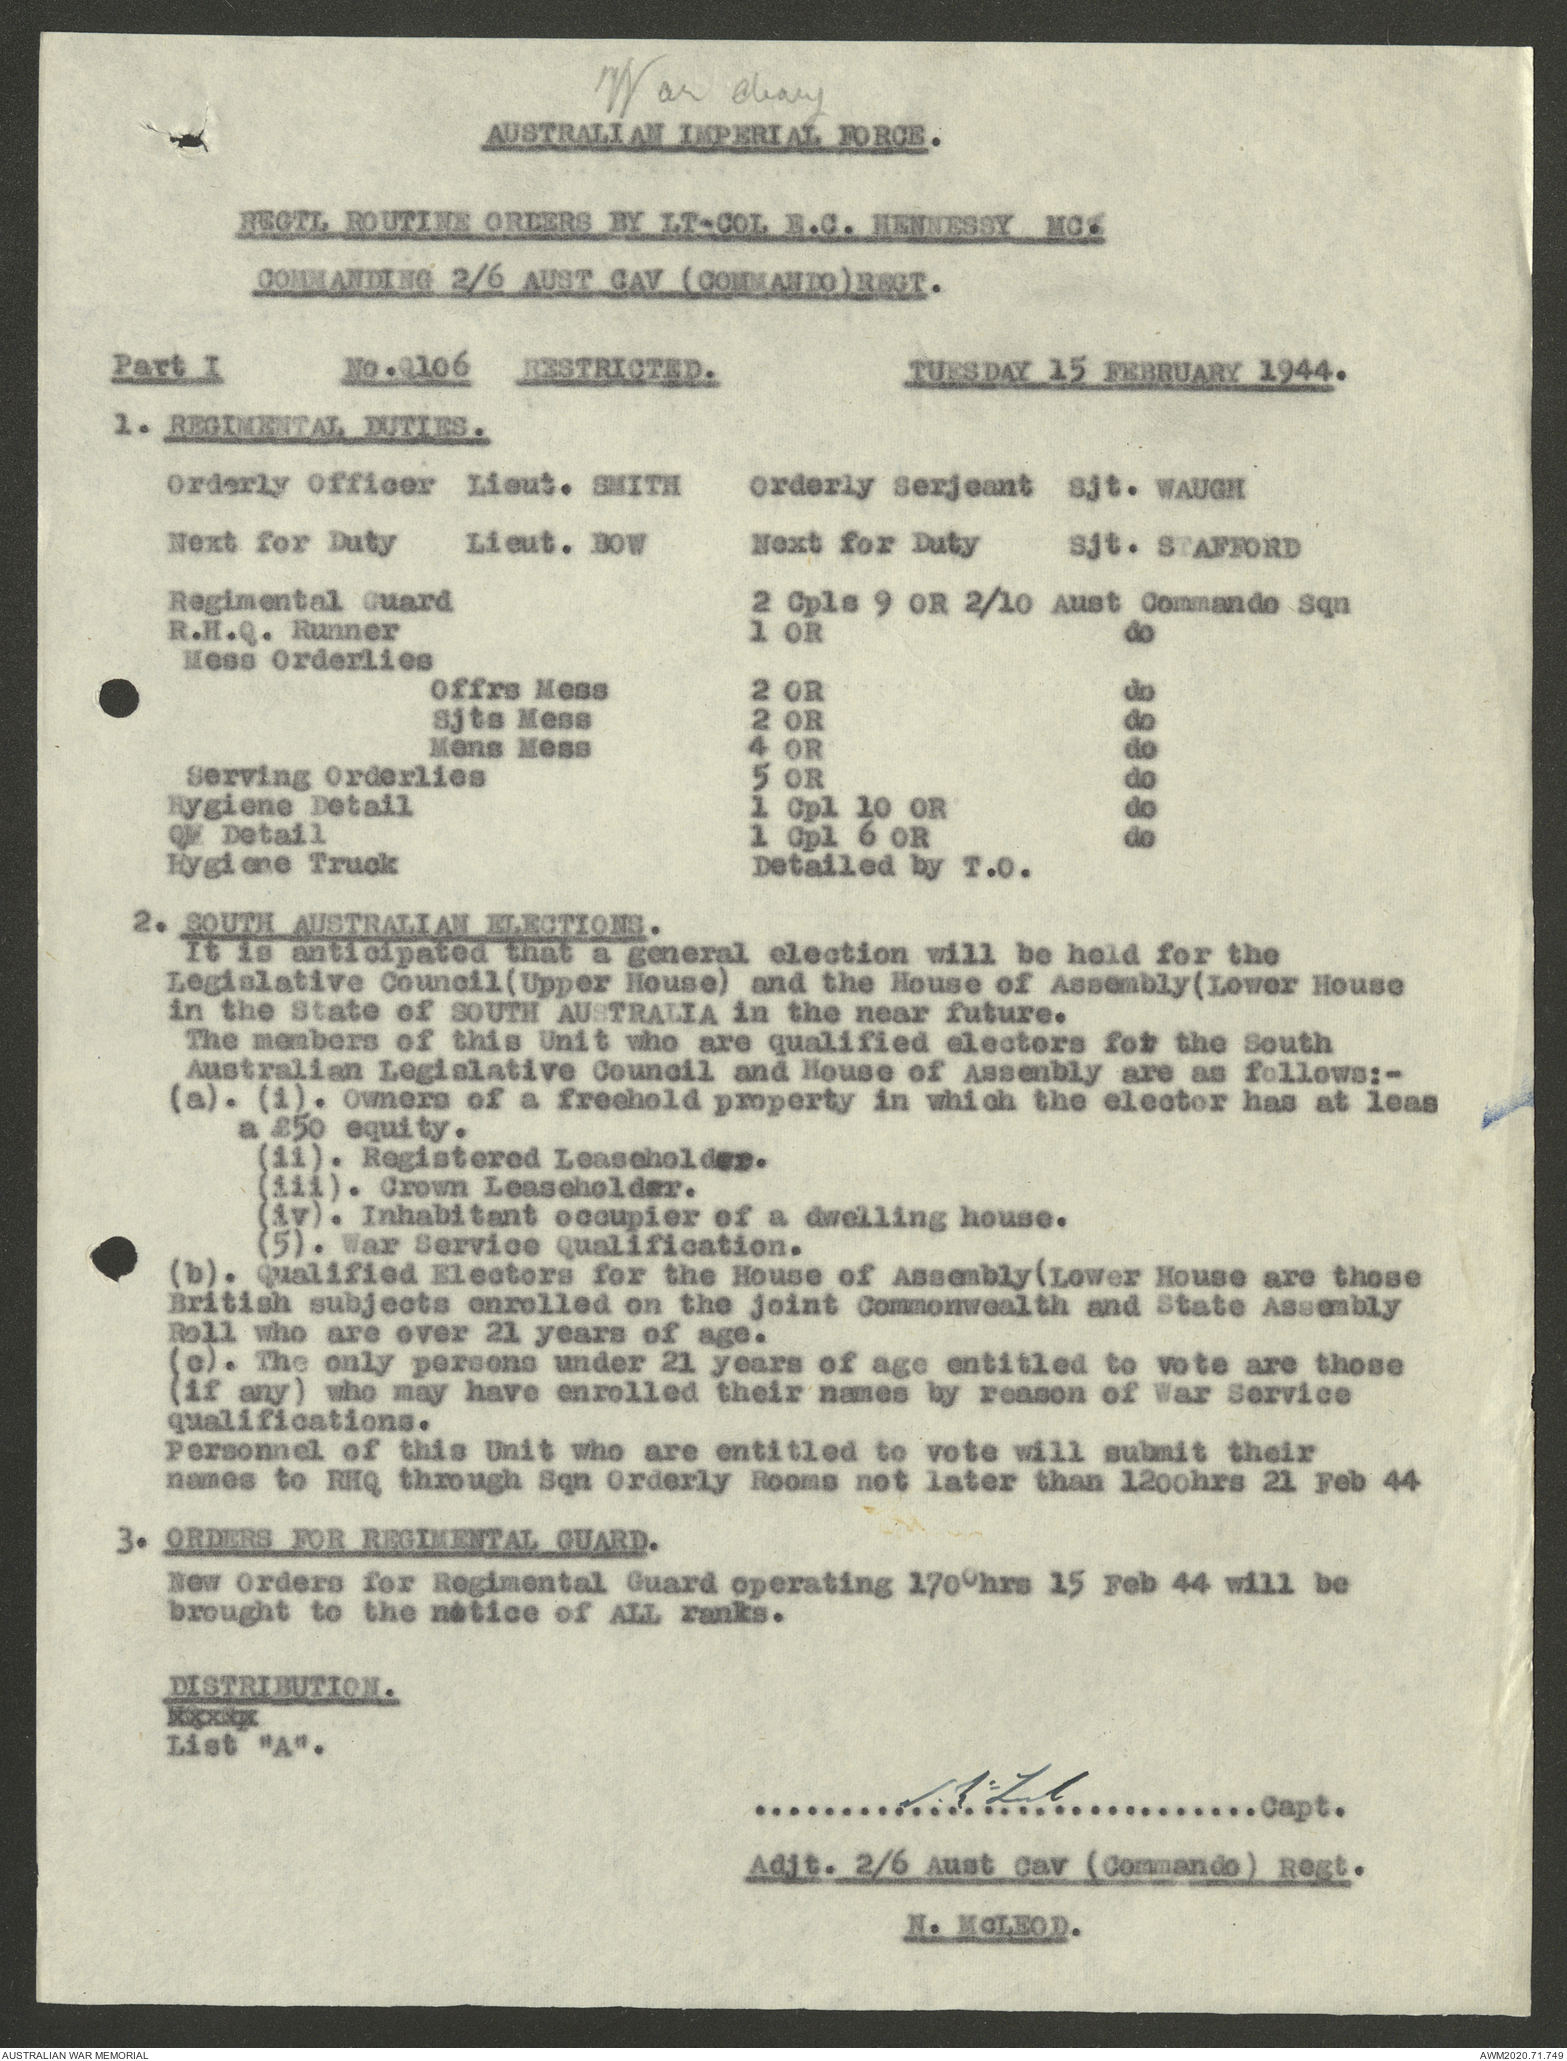 War diary
AUSTRALIAN IMPERIAL FORCE.
REGTL ROUTINE ORDERS BY LT-COL E.C. HENNESSY MC.
COMMANDING 2/6 AUST CAV (COMMANDO)REGT.
Part I No.Q106 RESTRICTED. TUESDAY 15 FEBRUARY 1944.
1. REGIMENTAL DUTIES.
Orderly Officer Lieut. SMITH Orderly Serjeant Sjt. WAUGH
Next for Duty Lieut. BOW Next for Duty Sjt. STAFFORD
Regimental Guard 2 Cpls 9 OR 2/10 Aust Commando Sqn
R.H.Q. Runner 1 OR do
Mess Orderlies
Offrs Mess 2 OR do
Sjts Mess 2 OR do
Mens Mess 4 OR do
Serving Orderlies 5 OR do
Hygiene Detail 1 Cpl 10 OR do
QM Detail 1 Cpl 6 OR do
Hygiene Truck Detailed by T.O.
2. SOUTH AUSTRALIAN ELECTIONS.
It is anticipated that a general election will be held for the
Legislative Council(Upper House) and the House of Assembly(Lower House
in the State of SOUTH AUSTRALIA in the near future.
The members of this Unit who are qualified electors for the South
Australian Legislative Council and House of Assembly are as follows:-
(a). (i). Owners of a freehold property in which the elector has at leas
a £50 equity.
(ii). Registered Leaseholder.
(iii). Crown Leaseholder.
(iv). Inhabitant occupier of a dwelling house.
(5). War Service Qualification.
(b). Qualified Electors for the House of Assembly(Lower House are those
British subjects enrolled on the joint Commonwealth and State Assembly
Roll who are over 21 years of age.
(c). The only persons under 21 years of age entitled to vote are those
(if any) who may have enrolled their names by reason of War Service
qualifications.
Personnel of this Unit who are entitled to vote will submit their
names to RHQ through Sqn Orderly Rooms not later than 1200hrs 21 Feb 44
3. ORDERS FOR REGIMENTAL GUARD.
New Orders for Regimental Guard operating 1700hrs 15 Feb 44 will be
brought to the notice of ALL ranks.
DISTRIBUTION.
List "A".
..............................Capt.
Adjt. 2/6 Aust Cav (Commando) Regt.
N. McLEOD.
AUSTRALIAN WAR MEMORIAL
AWM2020.71.749